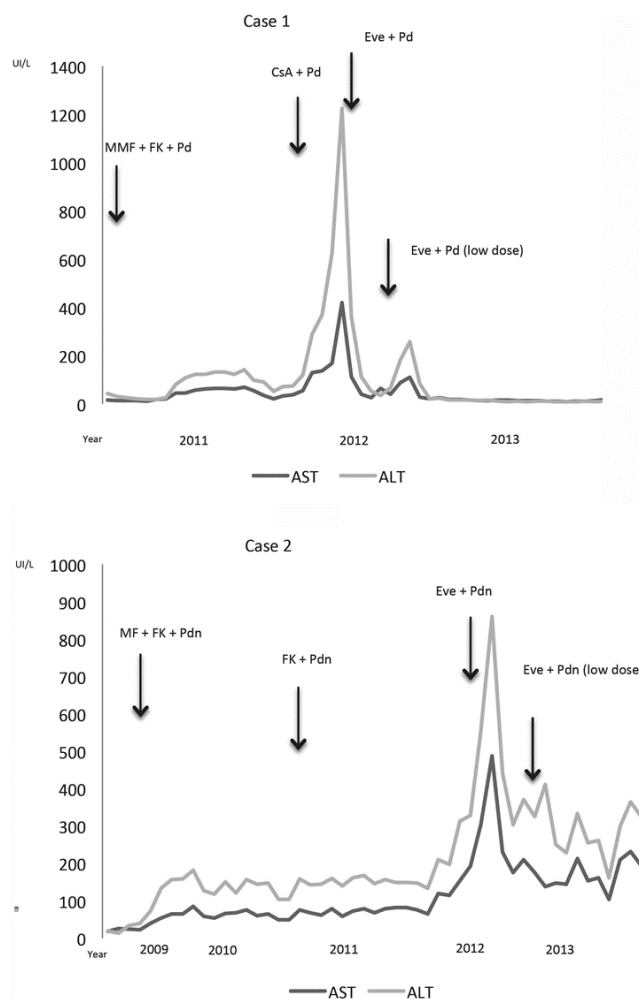 Case 1
UI/L
Eve + Pd
CsA + Pd
MMF + FK + Pd
Eve + Pd (low dose)
1400
1200
1000
800
600
400
200
0
Year
2011
2012
2013
AST
ALT
Case 2
UI/L
Eve + Pdn
MF + FK + Pdn
FK + Pdn
Eve + Pdn (low dose
1000
900
800
700
600
500
400
300
200
100
0
Year
2009
2010
2011
2012
2013
AST
ALT